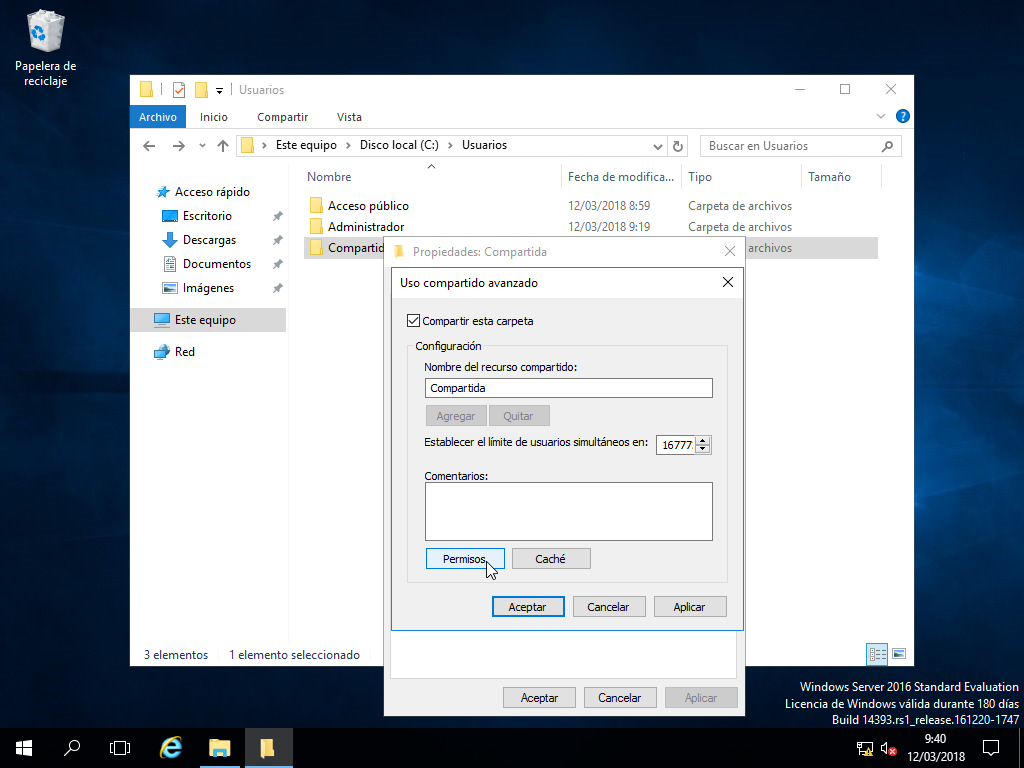 Papelera de
reciclaje
Usuarios
Archivo
Inicio
Compartir
Vista
Este equipo
Disco local (C:)
Usuarios
Buscar en Usuarios
Nombre
Fecha de modifica...
Tipo
Tamaño
Acceso rápido
Escritorio
Descargas
Documentos
Imágenes
Este equipo
Red
Acceso público 12/03/2018 8:59 Carpeta de archivos
Administrador 12/03/2018 9:19 Carpeta de archivos
Compartid archivos
Propiedades: Compartida
Uso compartido avanzado
Compartir esta carpeta
Configuración
Nombre del recurso compartido:
Compartida
Agregar
Quitar
Establecer el límite de usuarios simultáneos en: 16777
Comentarios:
Permisos
Caché
Aceptar
Cancelar
Aplicar
3 elementos
1 elemento seleccionado
Aceptar
Cancelar
Aplicar
Windows Server 2016 Standard Evaluation
Licencia de Windows válida durante 180 días
Build 14393.rs1_release.161220-1747
9:40
12/03/2018